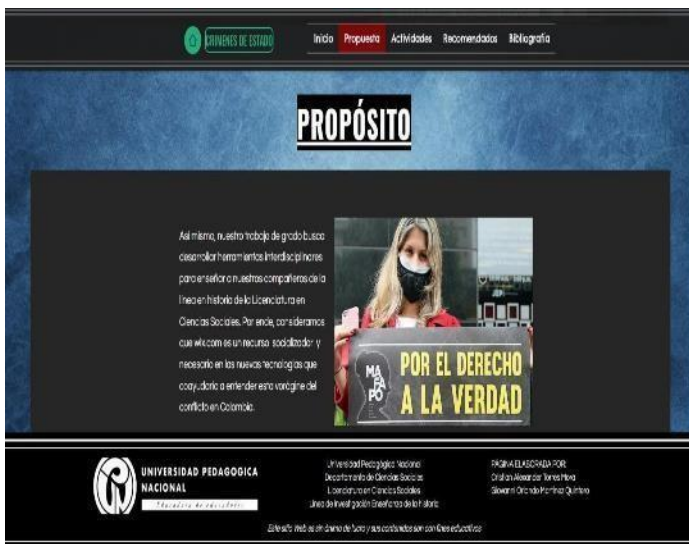 CRIMENES DE ESTADO
Inicio Propuesta Actividades Recomendados Bibliografía
PROPÓSITO
Así mismo, nuestro trabajo de grado busca
desarrollar herramientas interdisciplinares
para enseñar a nuestros compañeros de la
línea en historia de la Licenciatura en
Ciencias Sociales. Por ende, consideramos
que wix.com es un recurso socializador y
necesario en las nuevas tecnologías que
coayudaría a entender esta vorágine del
conflicto en Colombia.
MAFAPO
POR EL DERECHO
A LA VERDAD
UNIVERSIDAD PEDAGOGICA
NACIONAL
Educadora de educadores
Universidad Pedagógica Nacional
Departamento de Ciencias Sociales
Licenciatura en Ciencias Sociales
Línea de Investigación Enseñanza de la historia
PÁGINA ELABORADA POR:
Cristian Alexander Torres Mora
Giovanni Orlando Martínez Quintero
Este sitio Web es sin ánimo de lucro y sus contenidos son con fines educativos